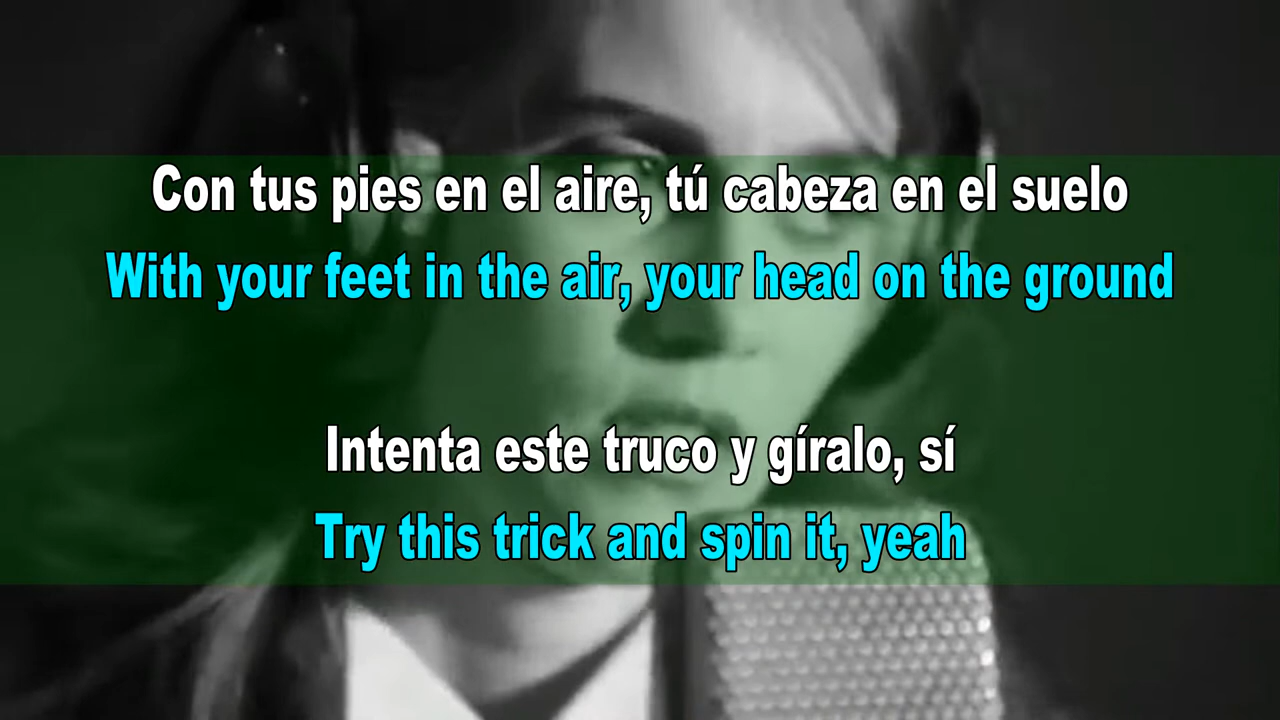 Con tus pies en el aire, tú cabeza en el suelo
With your feet in the air, your head on the ground
Intenta este truco y gíralo, sí
Try this trick and spin it, yeah